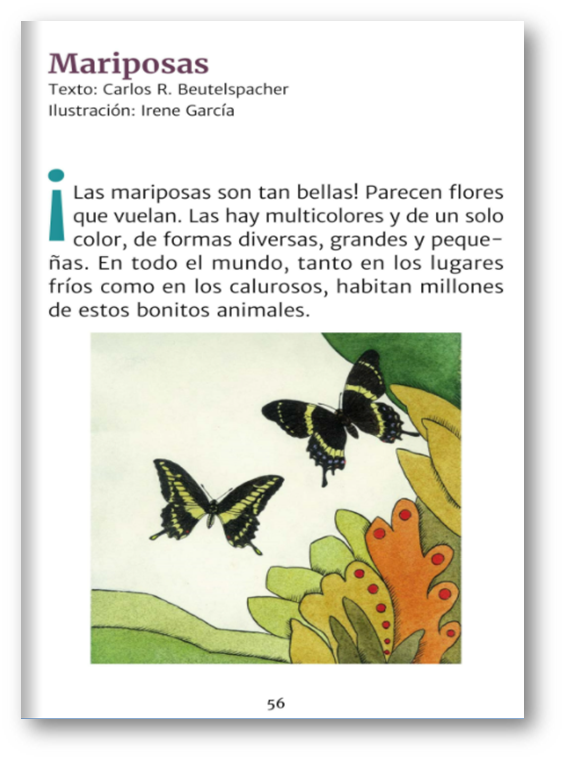 Mariposas
Texto: Carlos R. Beutelspacher
Ilustración: Irene García
¡Las mariposas son tan bellas! Parecen flores
que vuelan. Las hay multicolores y de un solo
color, de formas diversas, grandes y peque-
ñas. En todo el mundo, tanto en los lugares
fríos como en los calurosos, habitan millones
de estos bonitos animales.
56